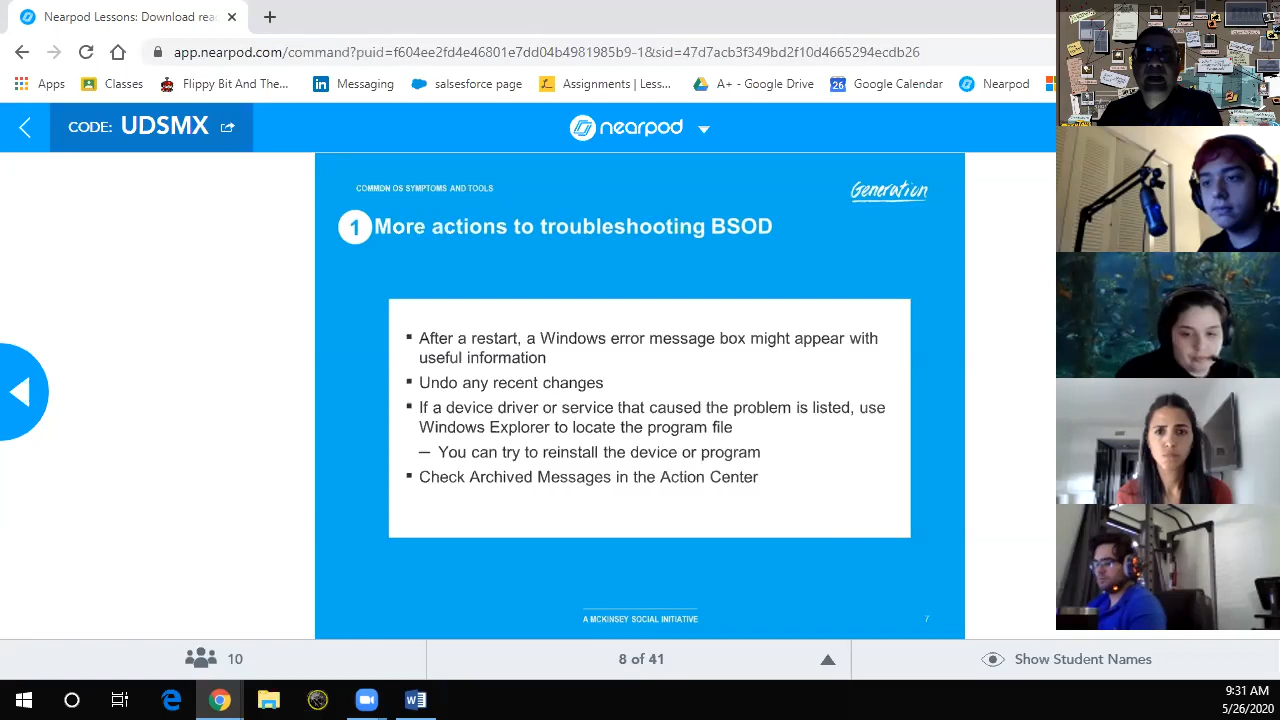 Nearpod Lessons: Download rea
app.nearpod.com/command?puid=f60fbe2fd4e46891e7dd04b4981985b9-1&sid=47d7acb3f349bd2f10d4665294ecdb25
Apps Classes Flippy Bit And The... Managing salesforce page Assignments | Less... A+ - Google Drive Google Calendar Nearpod
CODE: UDSMX
nearpod
COMMON OS SYMPTOMS AND TOOLS
Generation
1 More actions to troubleshooting BSOD
▪ After a restart, a Windows error message box might appear with
useful information
▪ Undo any recent changes
▪ If a device driver or service that caused the problem is listed, use
Windows Explorer to locate the program file
– You can try to reinstall the device or program
▪ Check Archived Messages in the Action Center
A MCKINSEY SOCIAL INITIATIVE
7
10
8 of 41
Show Student Names
9:31 AM
5/26/2020